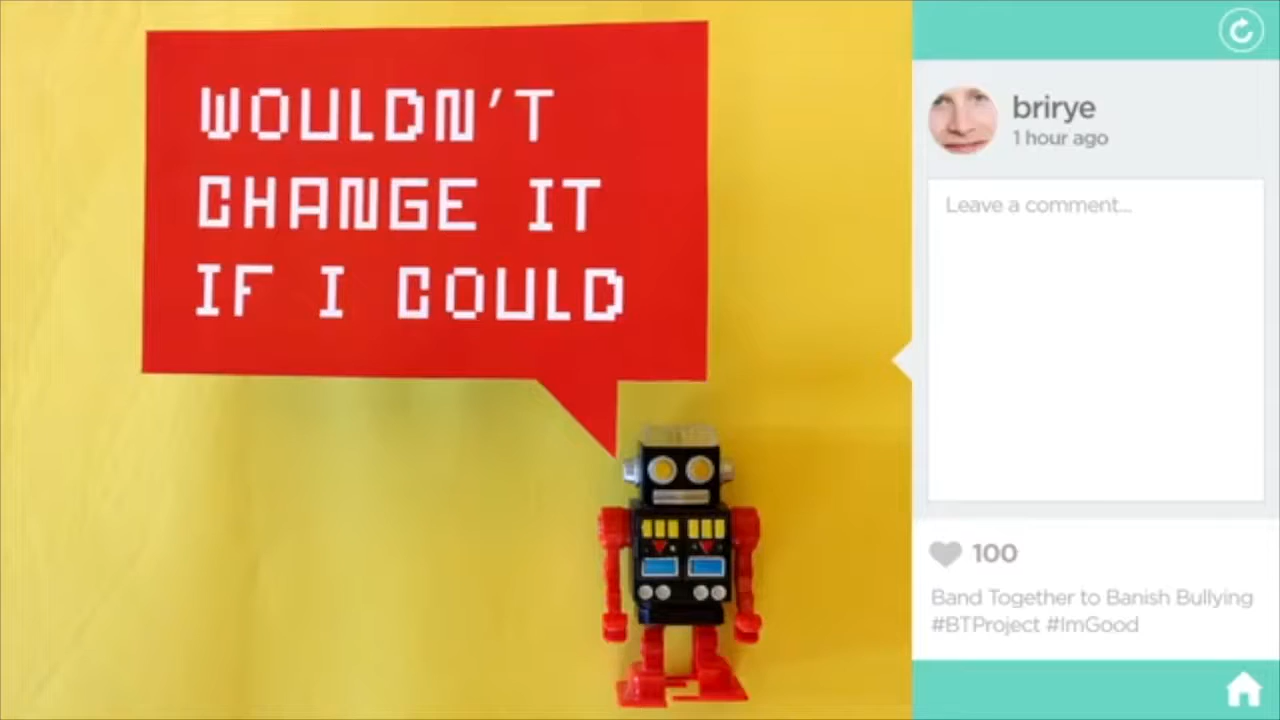 WOULDN'T
CHANGE IT
IF I COULD
brirye
1 hour ago
Leave a comment...
100
Band Together to Banish Bullying
#BTProject #ImGood